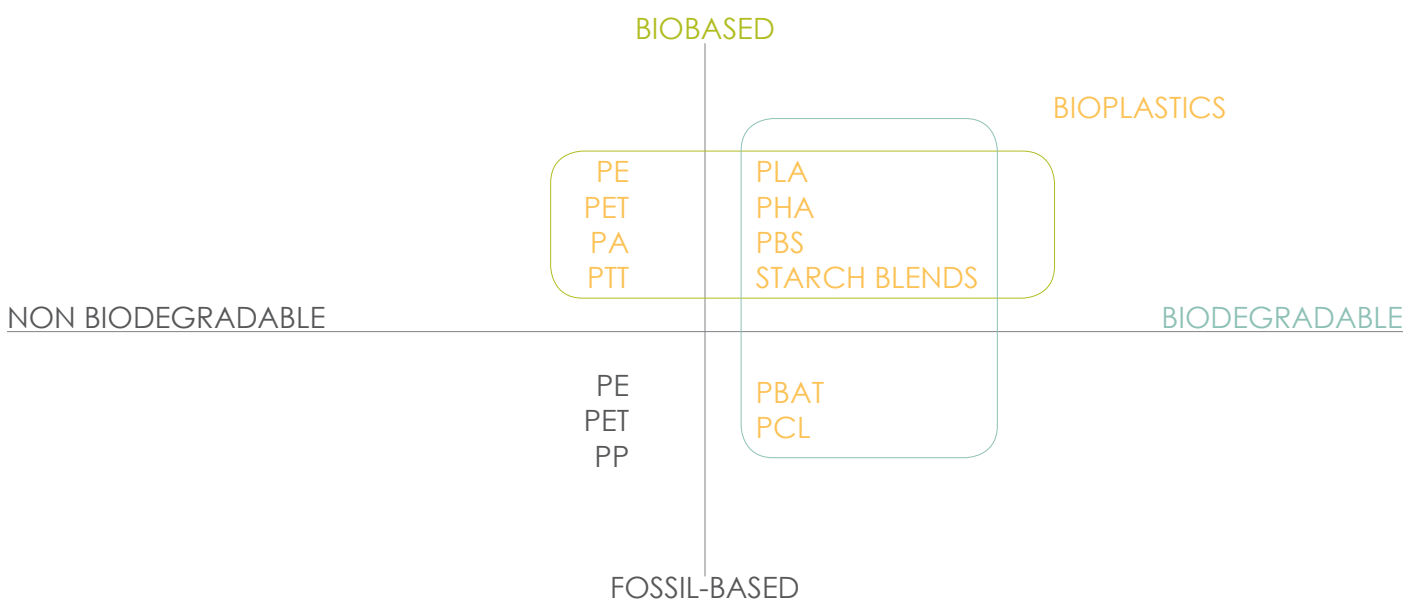 BIOBASED
BIOPLASTICS
PE PLA
PET PHA
PA PBS
PTT STARCH BLENDS
NON BIODEGRADABLE BIODEGRADABLE
PE PBAT
PET PCL
PP
FOSSIL-BASED